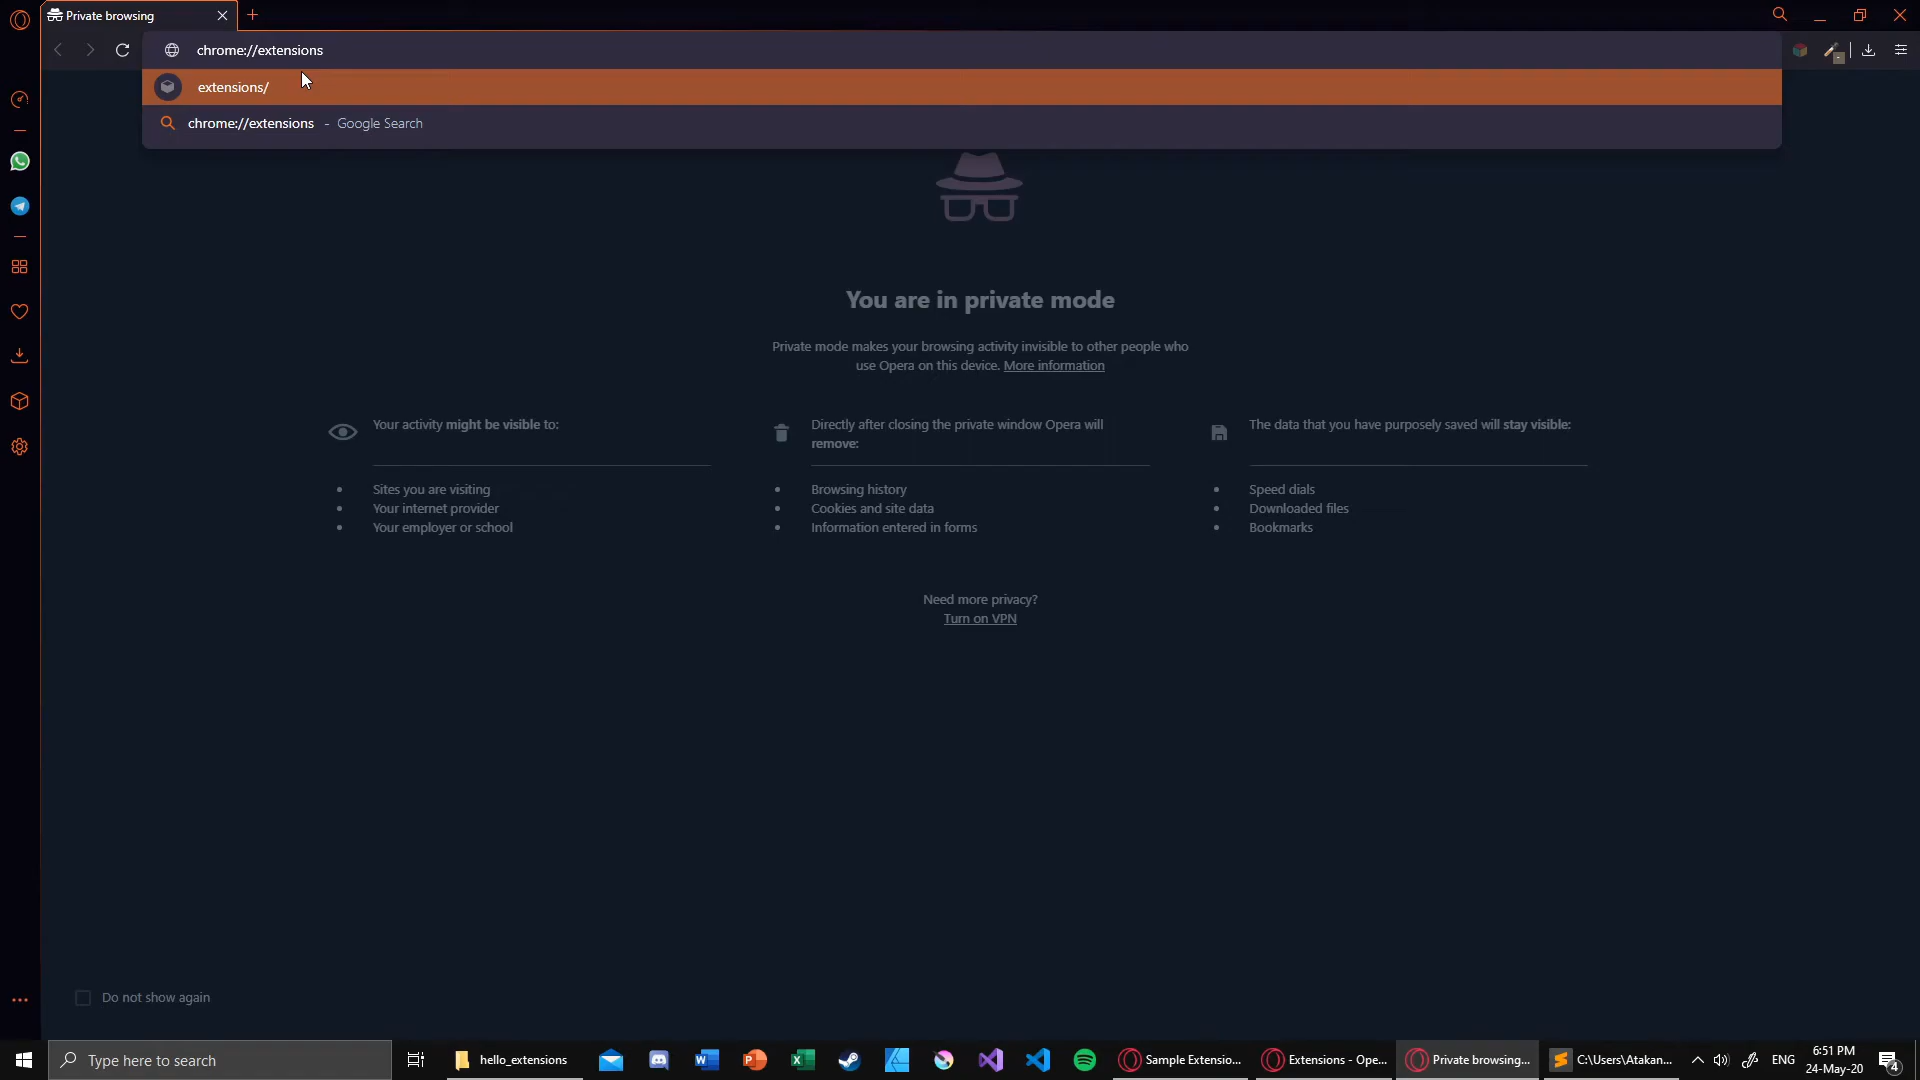 Private browsing
chrome://extensions
extensions/
chrome://extensions - Google Search
You are in private mode
Private mode makes your browsing activity invisible to other people who
use Opera on this device. More information
Your activity might be visible to:
Sites you are visiting
Your internet provider
Your employer or school
Directly after closing the private window Opera will
remove:
Browsing history
Cookies and site data
Information entered in forms
The data that you have purposely saved will stay visible:
Speed dials
Downloaded files
Bookmarks
Need more privacy?
Turn on VPN
Do not show again
Type here to search
hello_extensions
Sample Extensio...
Extensions - Ope...
Private browsing...
C:\Users\Atakan...
ENG
6:51 PM
24-May-20
4